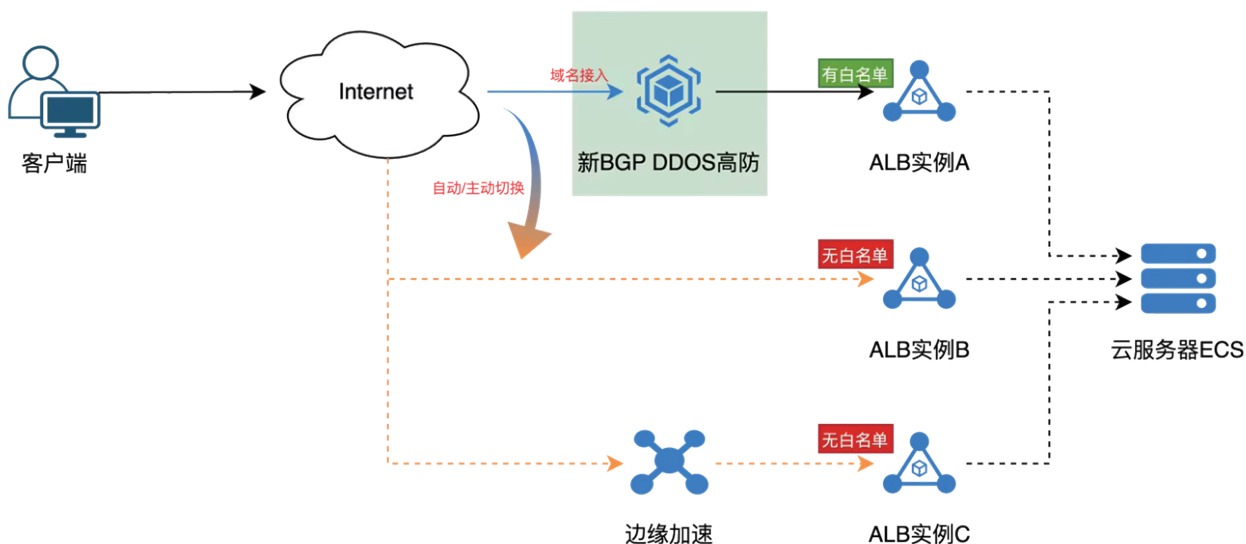 客户端
Internet
域名接入
新BGP DDOS高防
有白名单
ALB实例A
自动/主动切换
无白名单
ALB实例B
云服务器ECS
边缘加速
无白名单
ALB实例C